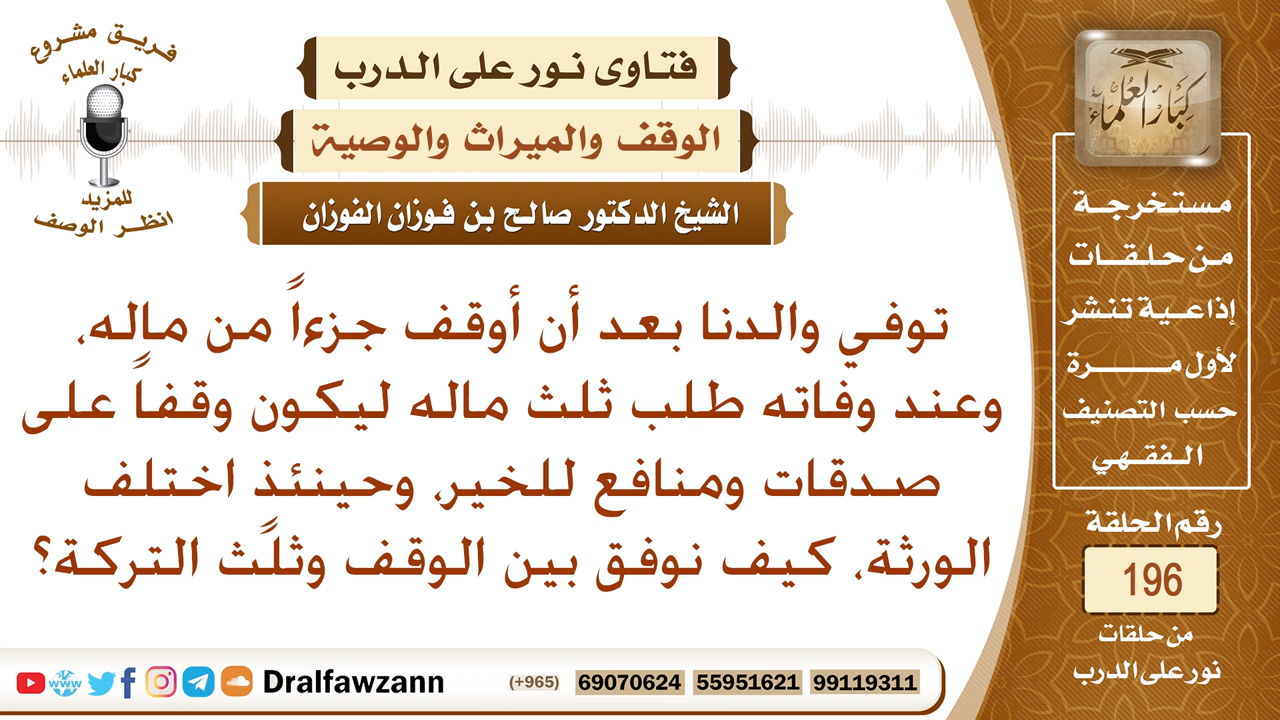 فريق مشروع
كبار العلماء
للمزيد
انظر الوصف
فتاوى نور على الدرب
الوقف والميراث والوصية
الشيخ الدكتور صالح بن فوزان الفوزان
توفي والدنا بعد أن أوقف جزءاً من ماله،
وعند وفاته طلب ثلث ماله ليكون وقفاً على
صدقات ومنافع للخير، وحينئذ اختلف
الورثة، كيف نوفق بين الوقف وثلث التركة؟
كبار العلماء
مستخرجة
من حلقات
إذاعية تنشر
لأول مرة
حسب التصنيف
الفقهي
رقم الحلقة
196
من حلقات
نور على الدرب
www
Dralfawzann
(+965) 69070624 55951621 99119311